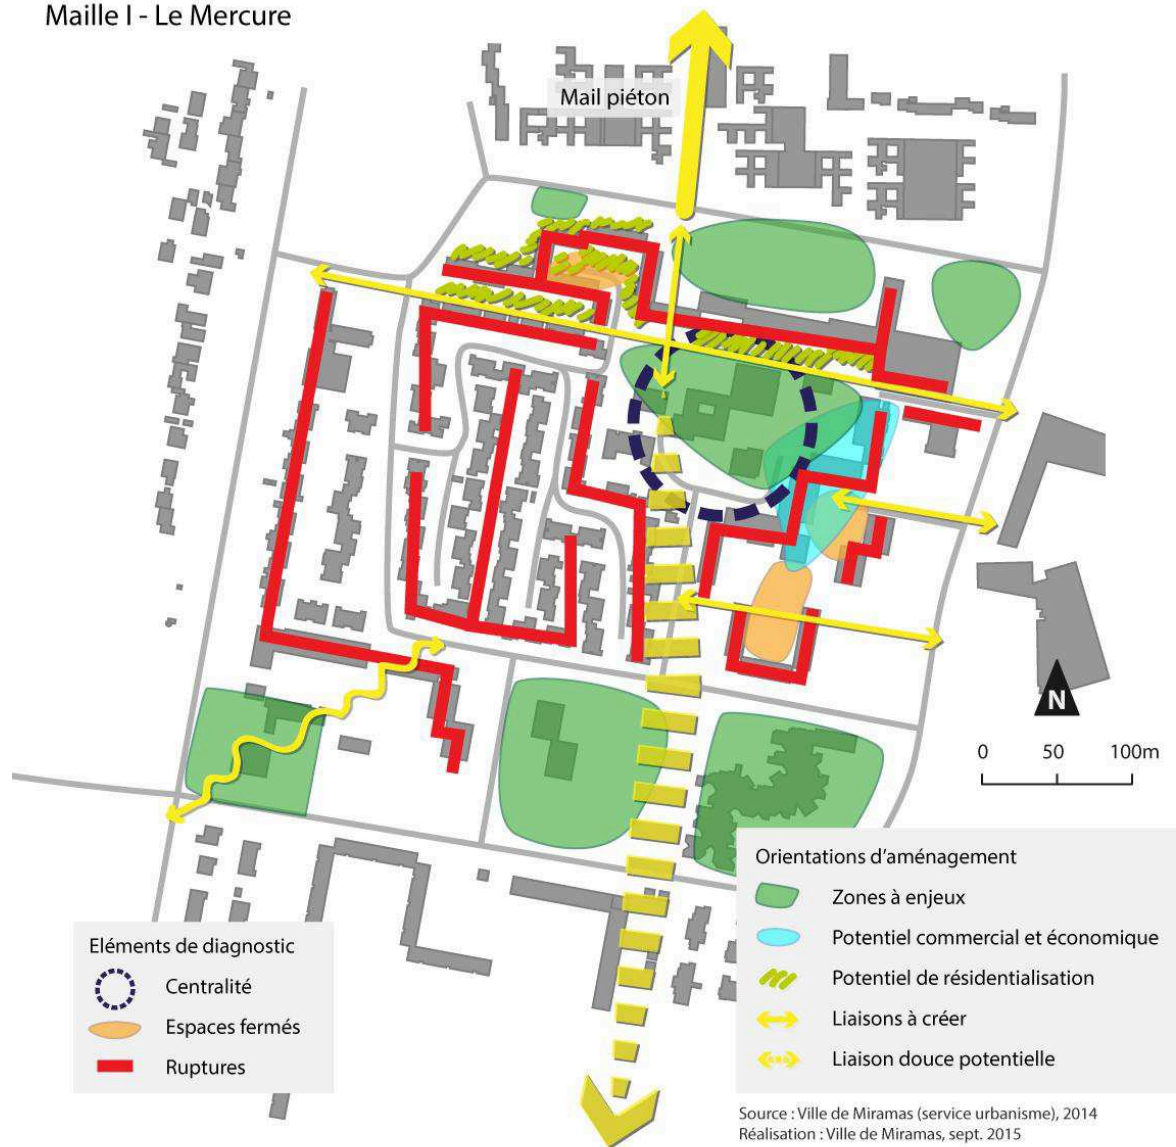 Maille I - Le Mercure
Mail piéton
N
0 50 100m
Eléments de diagnostic
Centralité
Espaces fermés
Ruptures
Orientations d'aménagement
Zones à enjeux
Potentiel commercial et économique
Potentiel de résidentialisation
Liaisons à créer
Liaison douce potentielle
Source : Ville de Miramas (service urbanisme), 2014
Réalisation : Ville de Miramas, sept. 2015